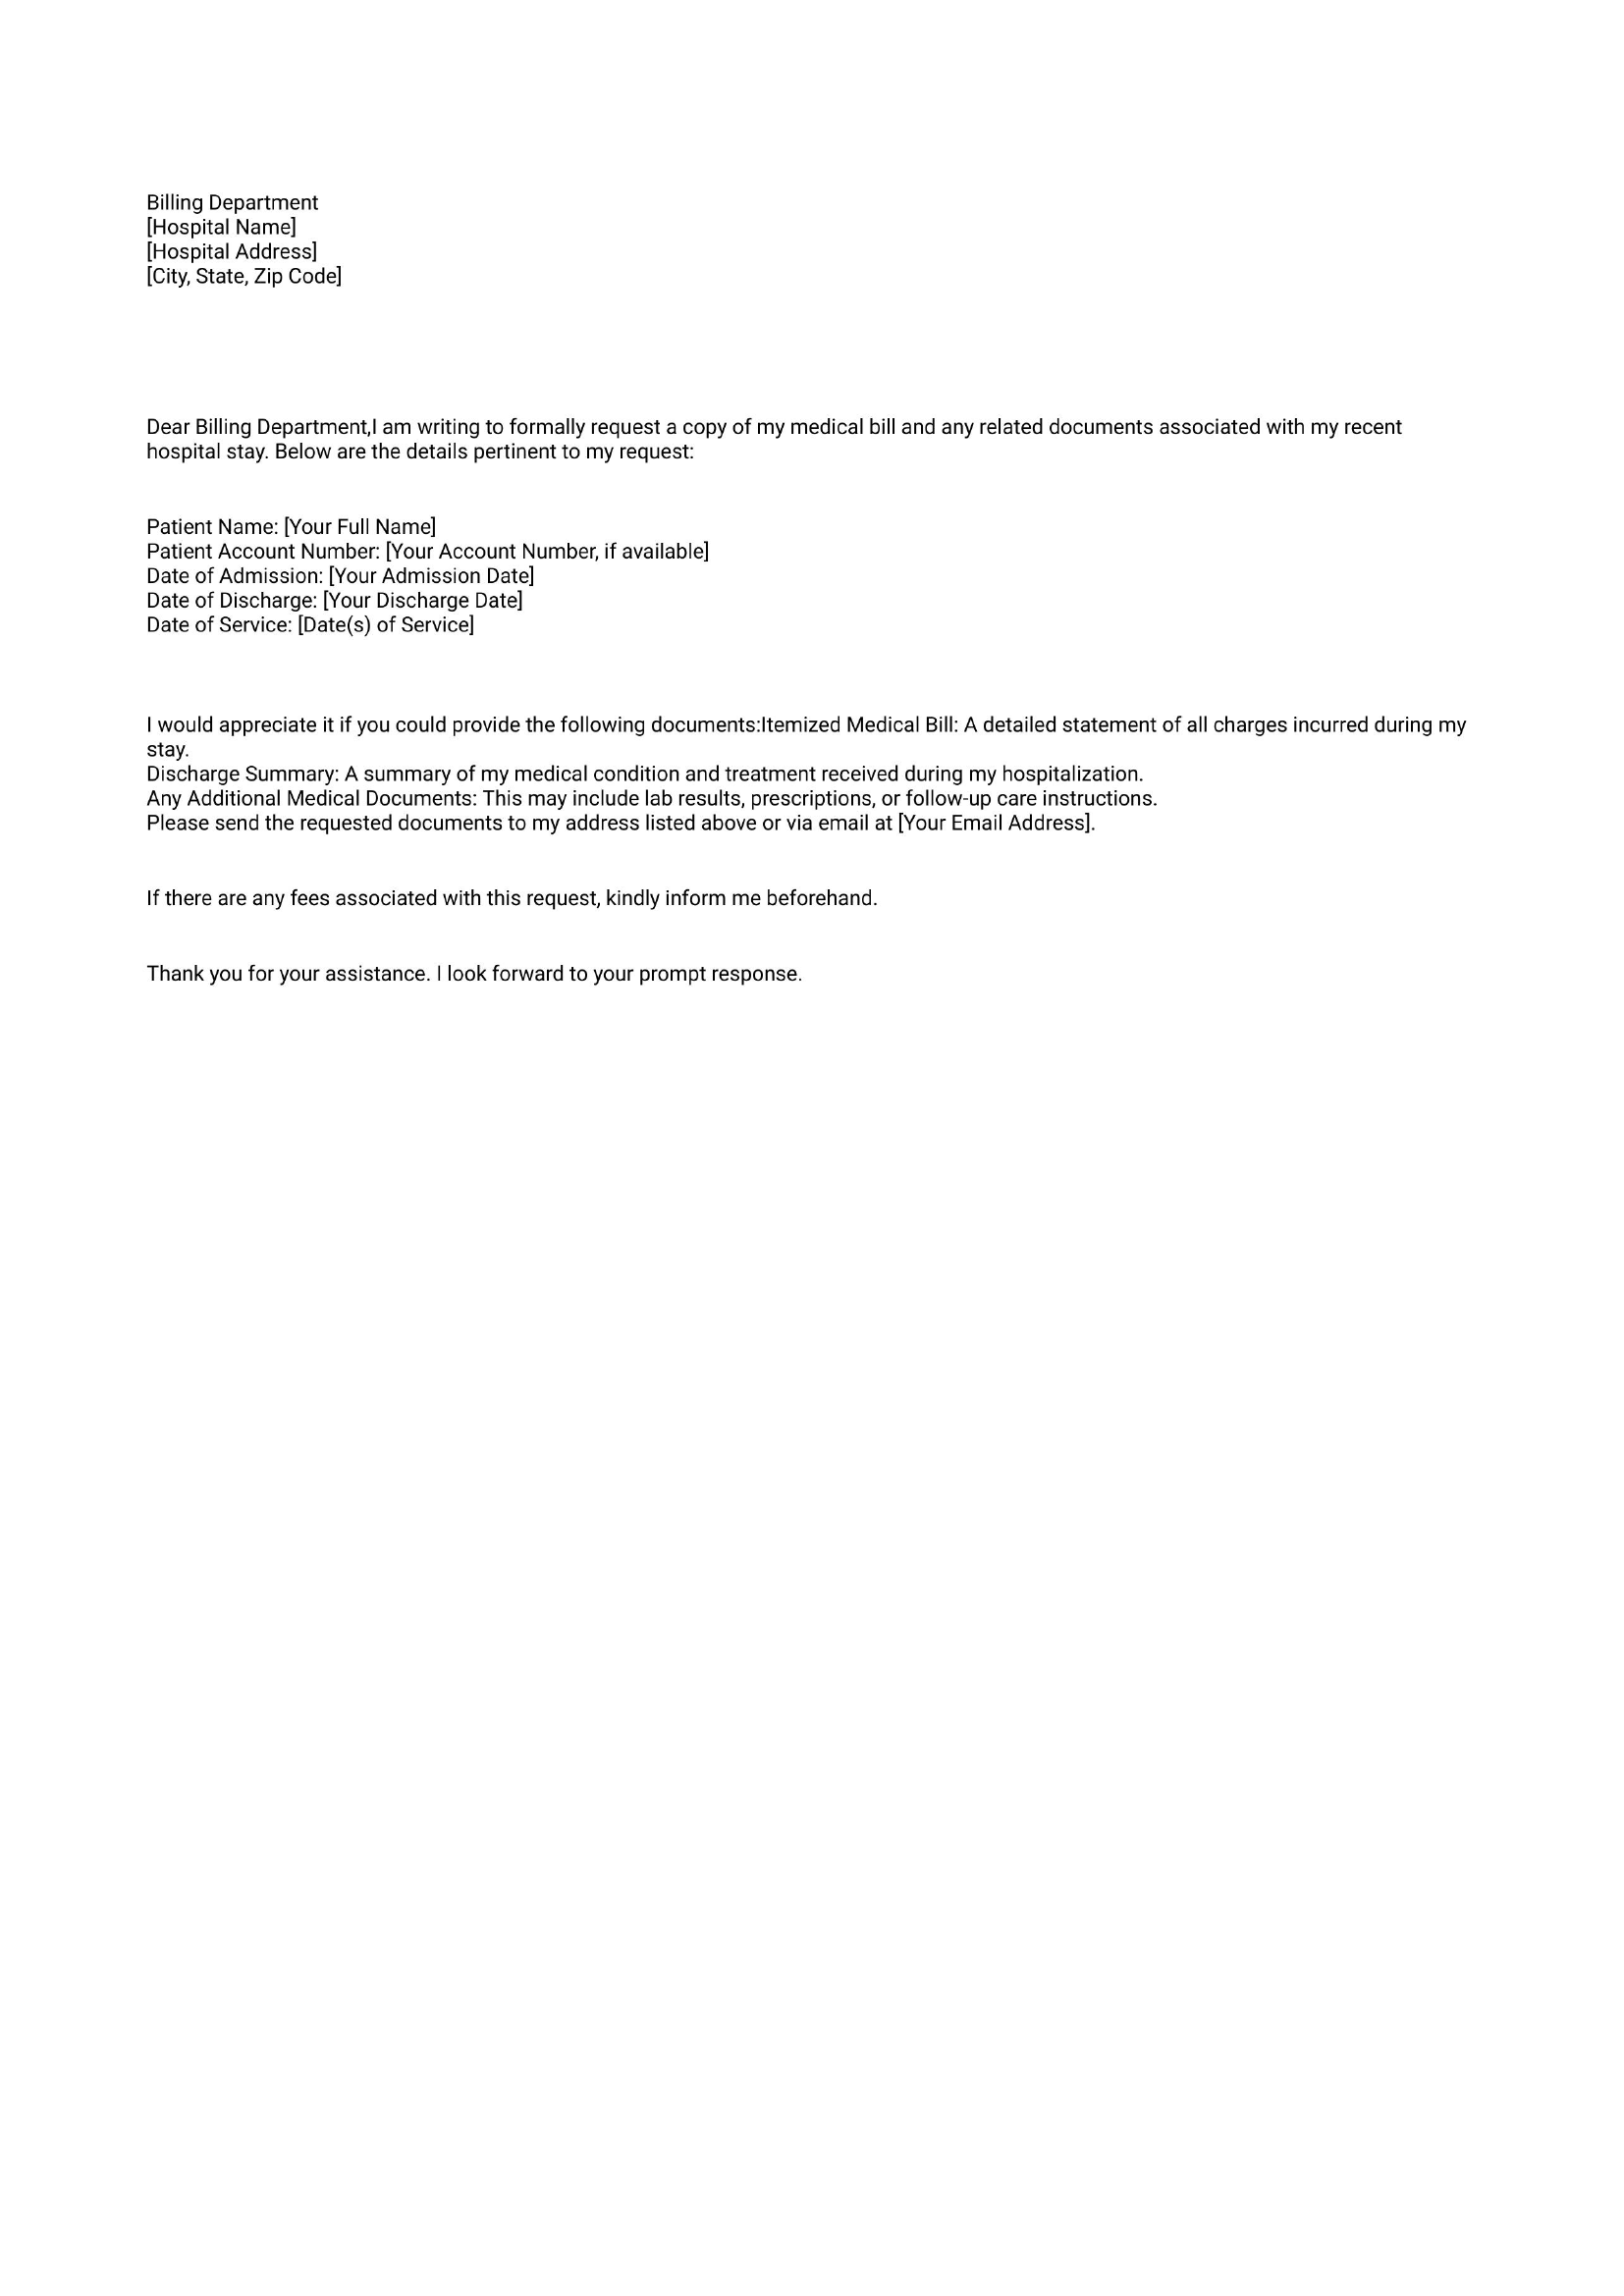 Billing Department
[Hospital Name]
[Hospital Address]
[City, State, Zip Code]
Dear Billing Department,I am writing to formally request a copy of my medical bill and any related documents associated with my recent
hospital stay. Below are the details pertinent to my request:
Patient Name: [Your Full Name]
Patient Account Number: [Your Account Number, if available]
Date of Admission: [Your Admission Date]
Date of Discharge: [Your Discharge Date]
Date of Service: [Date(s) of Service]
I would appreciate it if you could provide the following documents:Itemized Medical Bill: A detailed statement of all charges incurred during my
stay.
Discharge Summary: A summary of my medical condition and treatment received during my hospitalization.
Any Additional Medical Documents: This may include lab results, prescriptions, or follow-up care instructions.
Please send the requested documents to my address listed above or via email at [Your Email Address].
If there are any fees associated with this request, kindly inform me beforehand.
Thank you for your assistance. I look forward to your prompt response.